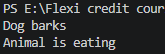 PS E:\Flexi credit cour
Dog barks
Animal is eating